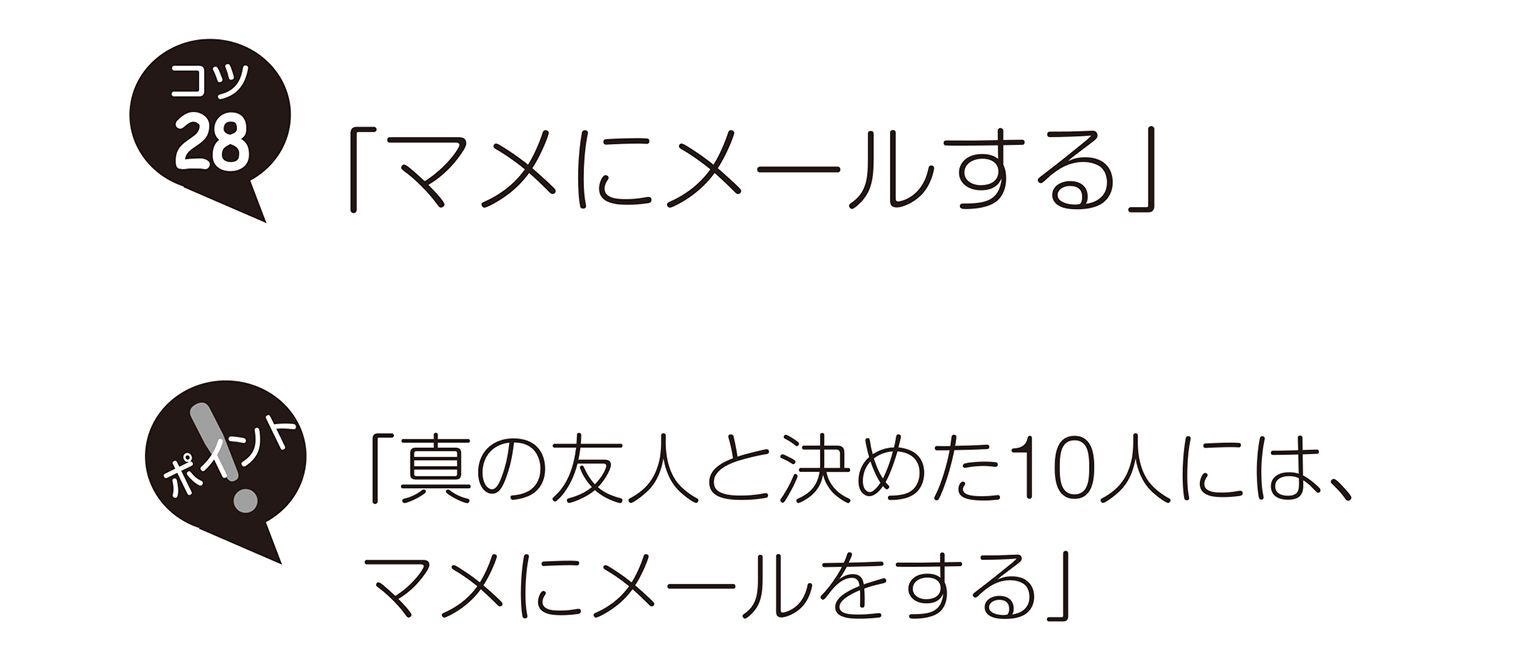 コツ
28
「マメにメールする」
ポイント
「真の友人と決めた10人には、
マメにメールをする」